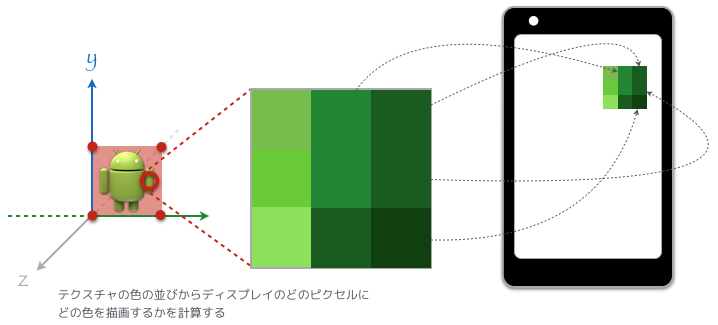 y
z
テクスチャの色の並びからディスプレイのどのピクセルに
どの色を描画するかを計算する